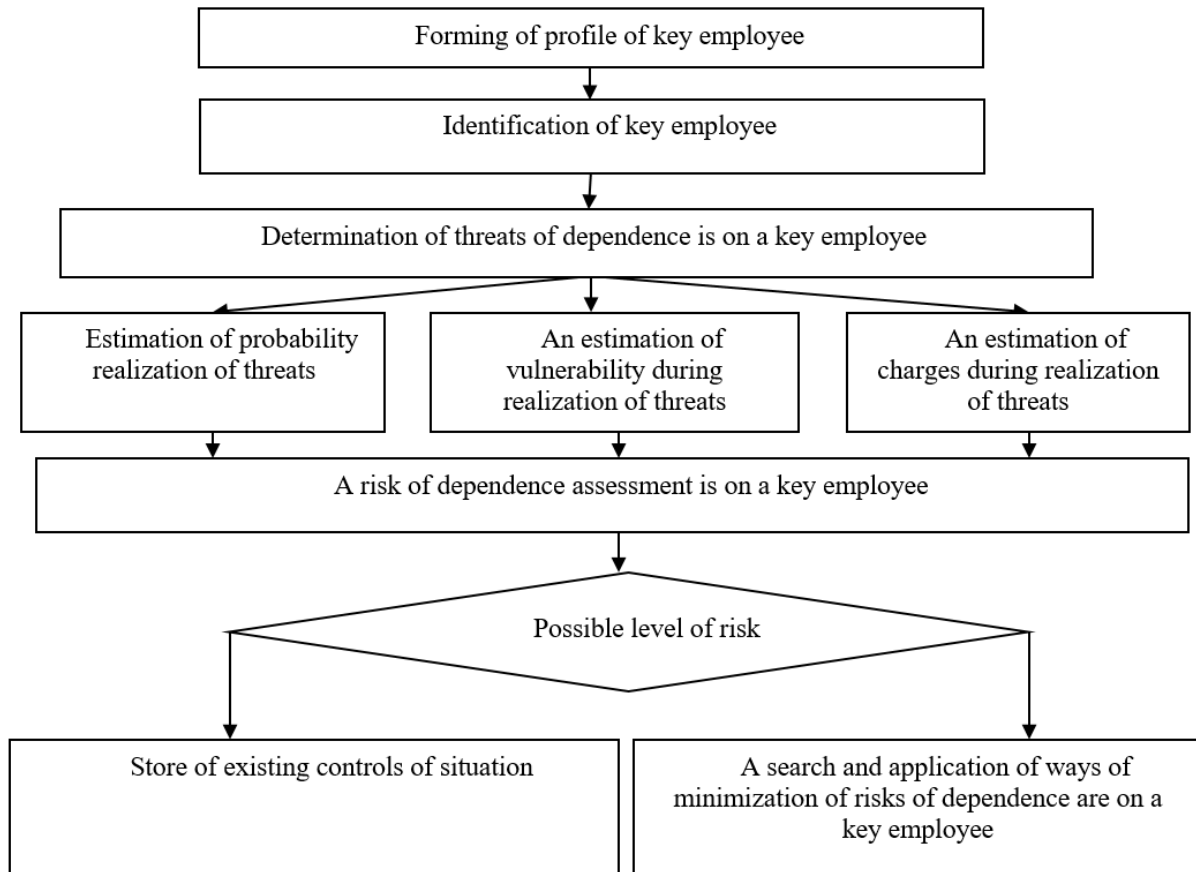 Forming of profile of key employee
Identification of key employee
Determination of threats of dependence is on a key employee
Estimation of probability
realization of threats
An estimation of
vulnerability during
realization of threats
An estimation of
charges during realization
of threats
A risk of dependence assessment is on a key employee
Possible level of risk
Store of existing controls of situation
A search and application of ways of
minimization of risks of dependence are on a
key employee